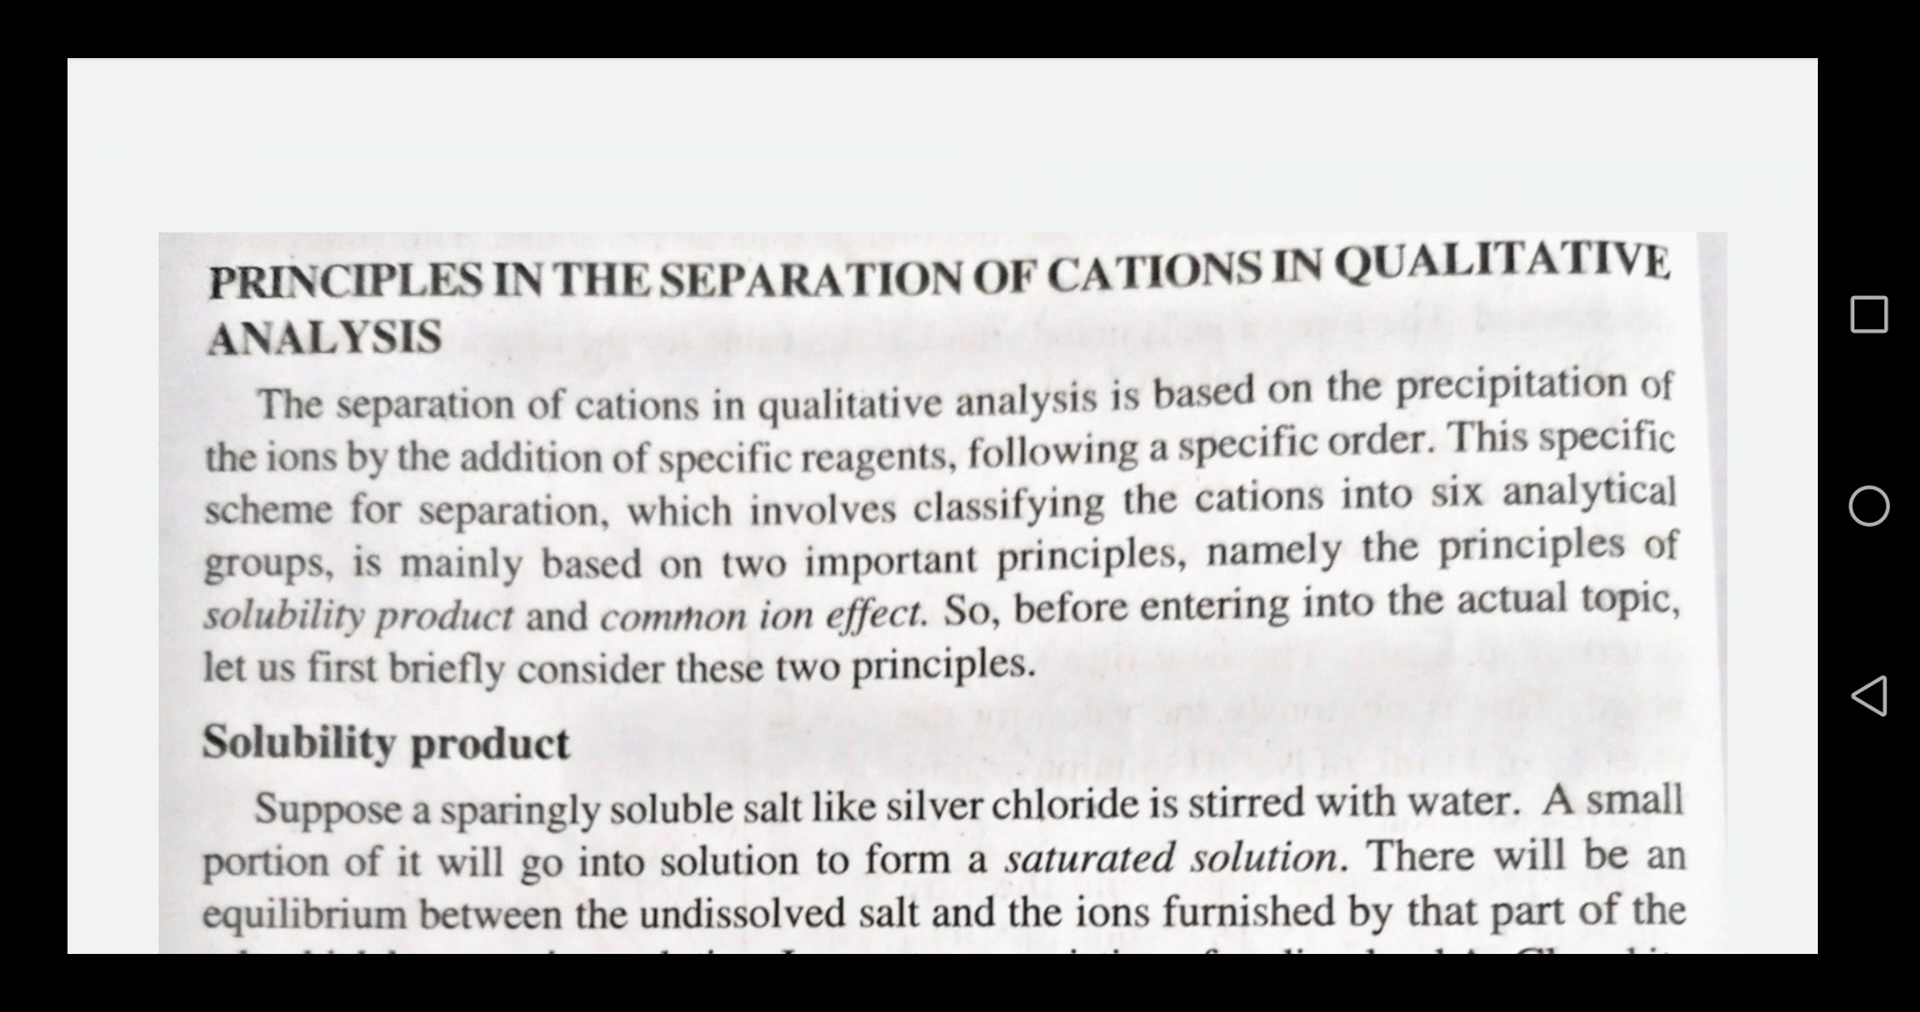 PRINCIPLES IN THE SEPARATION OF CATIONS IN QUALITATIVE
ANALYSIS
The separation of cations in qualitative analysis is based on the precipitation of
the ions by the addition of specific reagents, following a specific order. This specific
scheme for separation, which involves classifying the cations into six analytical
groups, is mainly based on two important principles, namely the principles of
solubility product and common ion effect. So, before entering into the actual topic,
let us first briefly consider these two principles.
Solubility product
Suppose a sparingly soluble salt like silver chloride is stirred with water. A small
portion of it will go into solution to form a saturated solution. There will be an
equilibrium between the undissolved salt and the ions furnished by that part of the